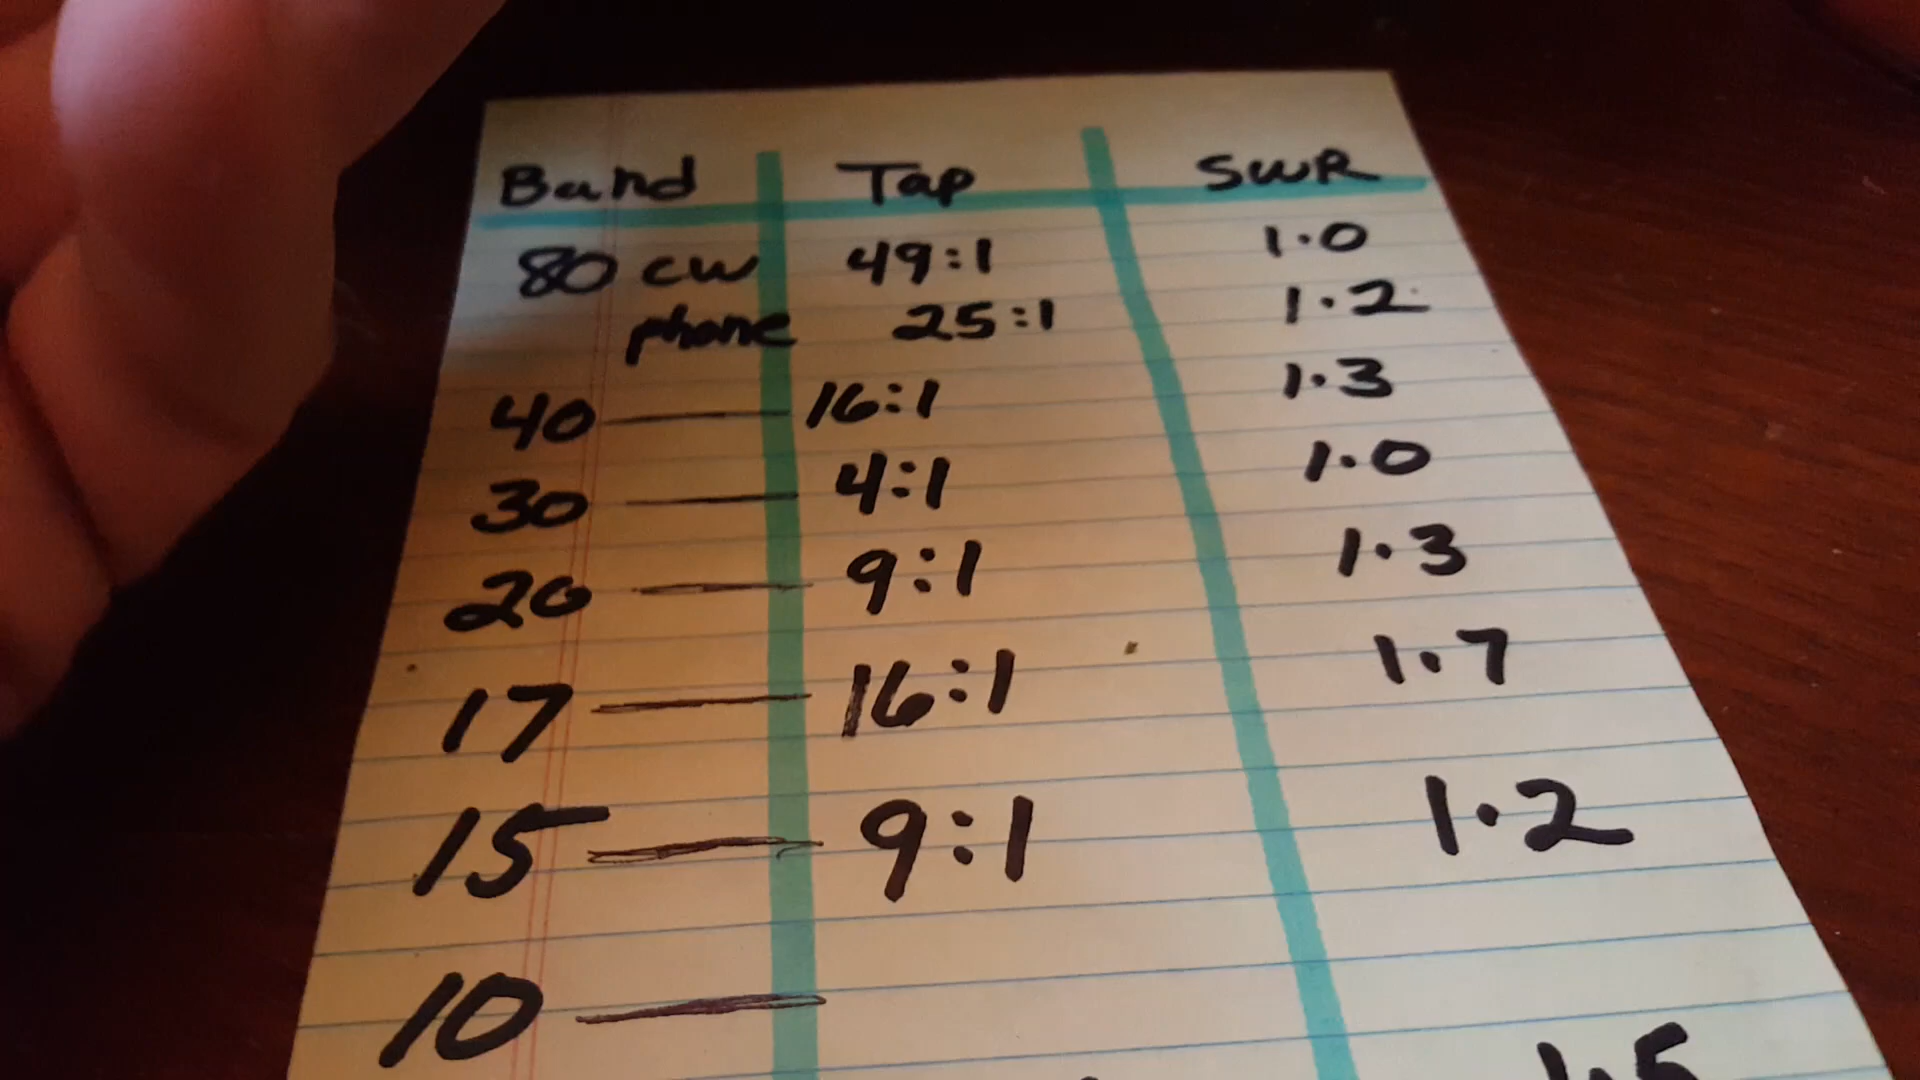 Band Tap SWR
80 cw 49:1 1.0
phone 25:1 1.2
40 — 16:1 1.3
30 — 4:1 1.0
20 — 9:1 1.3
17 — 16:1 1.7
15 — 9:1 1.2
10 — 1.5